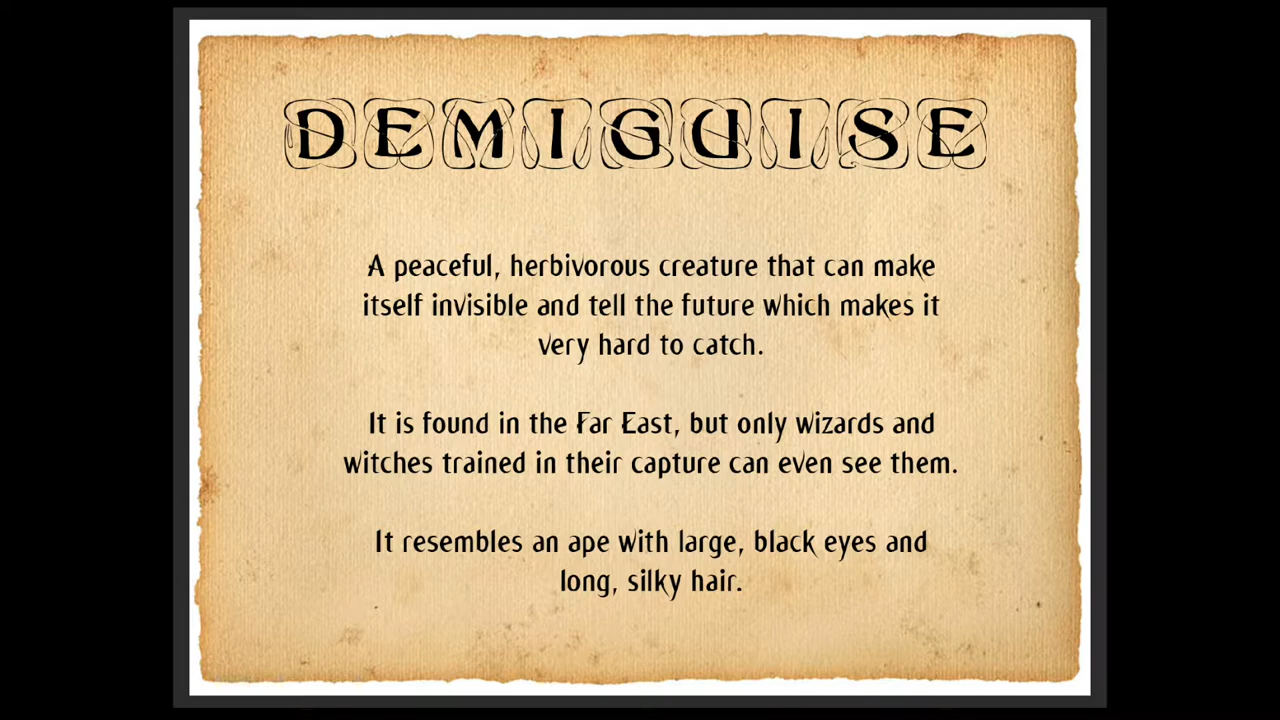 DEMIGUISE
A peaceful, herbivorous creature that can make
itself invisible and tell the future which makes it
very hard to catch.
It is found in the Far East, but only wizards and
witches trained in their capture can even see them.
It resembles an ape with large, black eyes and
long, silky hair.